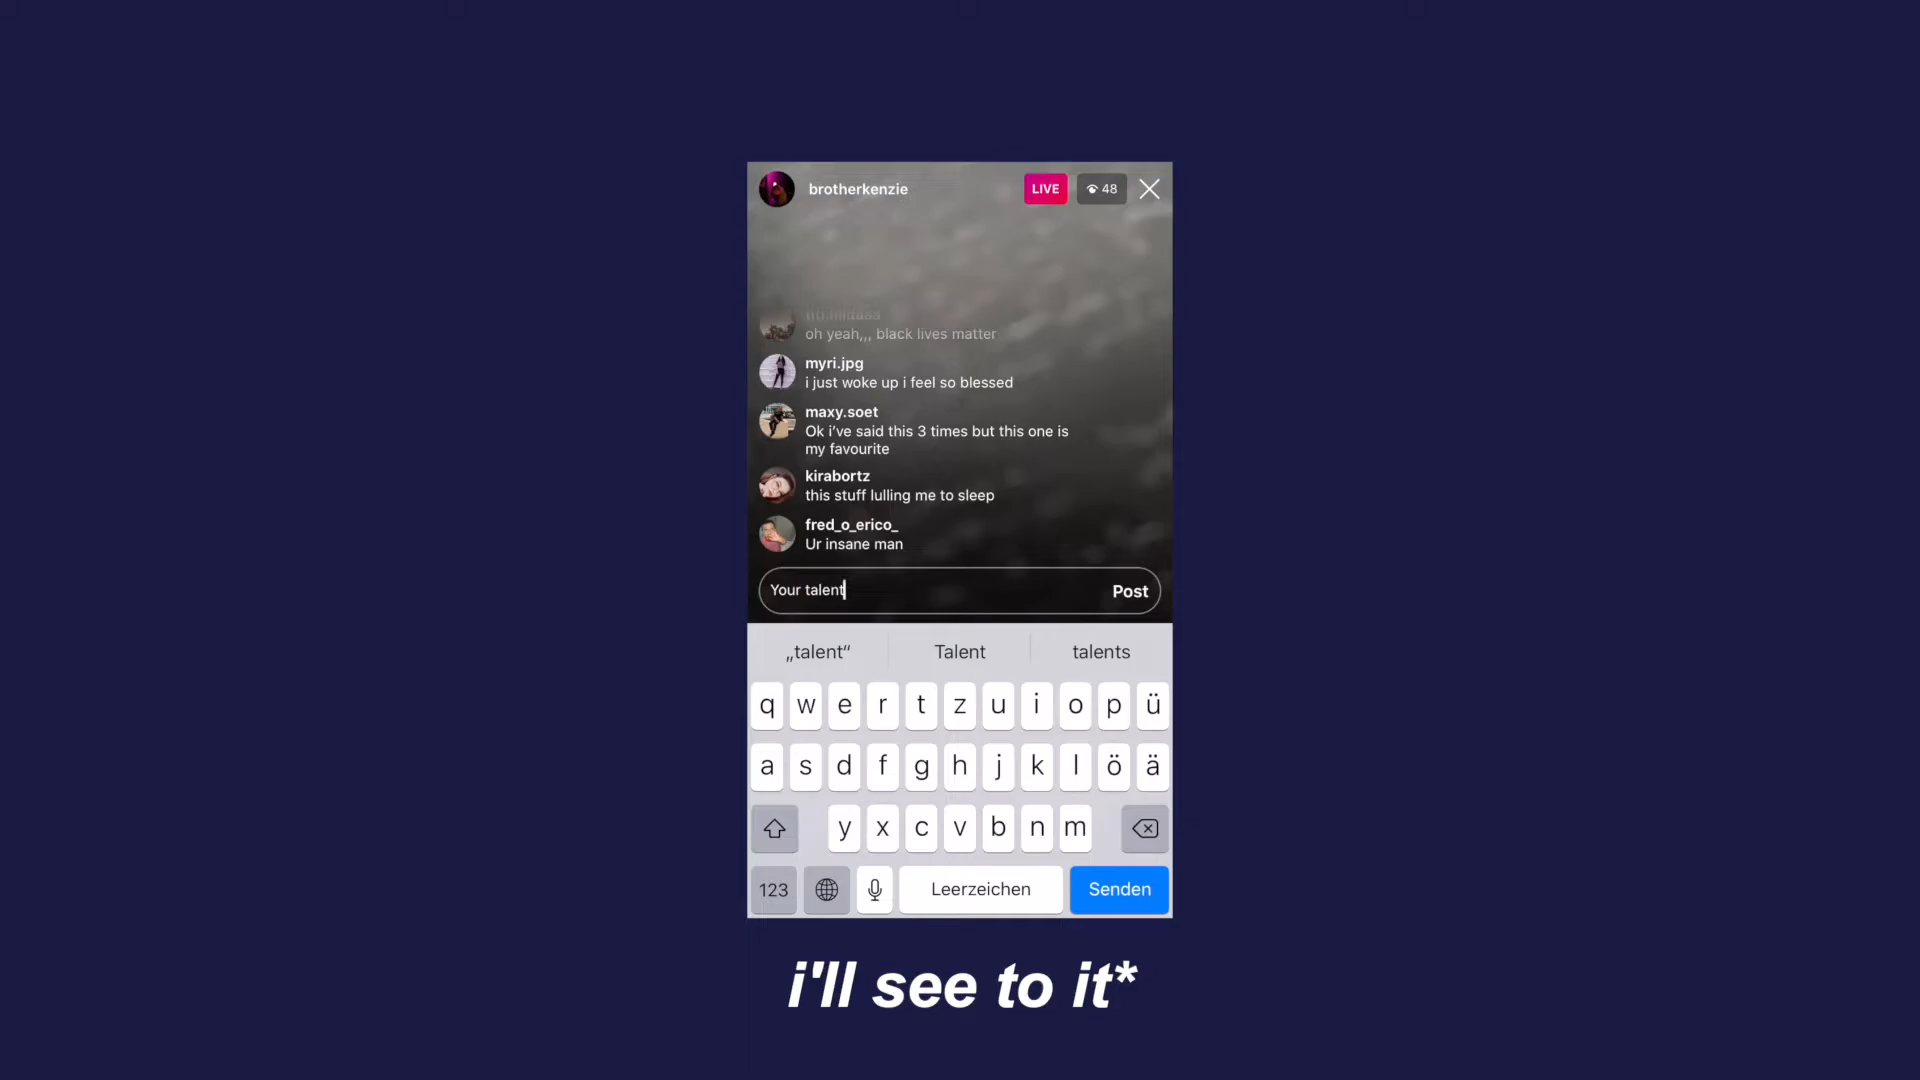 brotherkenzie LIVE 48
oh yeah,,, black lives matter
myri.jpg
i just woke up i feel so blessed
maxy.soet
Ok i've said this 3 times but this one is
my favourite
kirabortz
this stuff lulling me to sleep
fred_o_erico_
Ur insane man
Your talent Post
„talent“ Talent talents
q w e r t z u i o p ü
a s d f g h j k l ö ä
y x c v b n m
123 Leerzeichen Senden
i'll see to it*